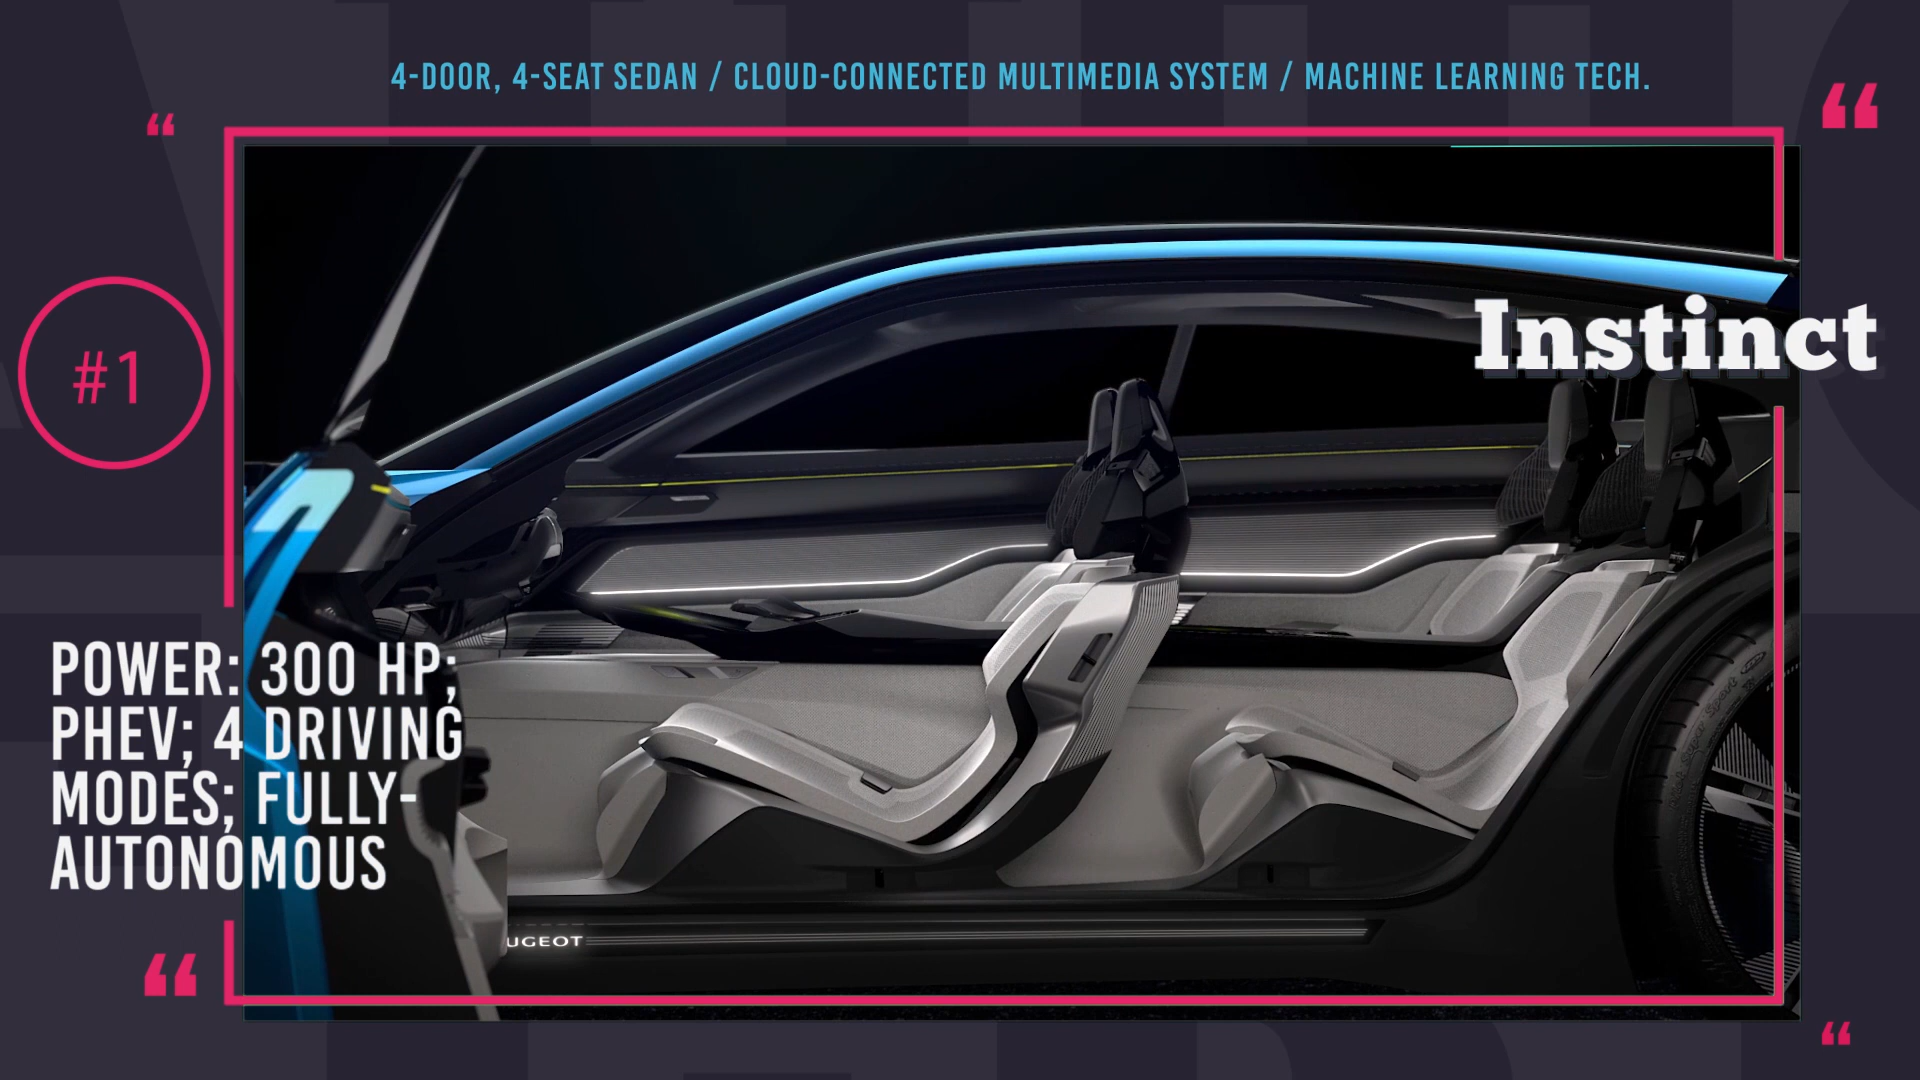 4-DOOR, 4-SEAT SEDAN / CLOUD-CONNECTED MULTIMEDIA SYSTEM / MACHINE LEARNING TECH.
#1
Instinct
POWER: 300 HP;
PHEV; 4 DRIVING
MODES; FULLY-
AUTONOMOUS
UGEOT